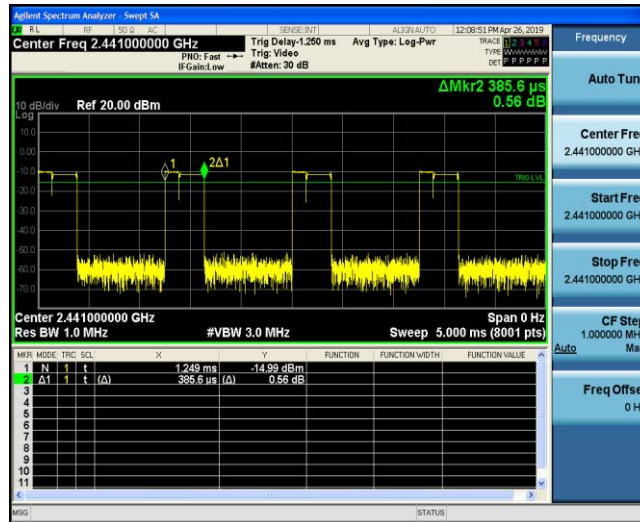 Agilent Spectrum Analyzer - Swept SA
RL RF 50 Ω AC SENSE:INT ALIGN AUTO 12:08:51 PM Apr 26, 2019
Center Freq 2.441000000 GHz
Trig Delay-1.250 ms Avg Type: Log-Pwr
TRACE 1 2 3 4 5 6
PNO: Fast Trig: Video
TYPE
IFGain:Low #Atten: 30 dB
DET P P P P P P
ΔMkr2 385.6 µs
0.56 dB
10 dB/div Ref 20.00 dBm
Log
10.0
0.00
-10.0
1
2Δ1
TRIG LVL
-20.0
-30.0
-40.0
-50.0
-60.0
-70.0
Center 2.441000000 GHz Span 0 Hz
Res BW 1.0 MHz #VBW 3.0 MHz Sweep 5.000 ms (8001 pts)
MKR MODE TRC SCL X Y FUNCTION FUNCTION WIDTH FUNCTION VALUE
1 N 1 t 1.249 ms -14.99 dBm
2 Δ1 1 t (Δ) 385.6 µs (Δ) 0.56 dB
3
4
5
6
7
8
9
10
11
MSG STATUS
Frequency
Auto Tun
Center Fre
2.441000000 GH
Start Fre
2.441000000 GH
Stop Fre
2.441000000 GH
CF Ste
1.000000 MH
Auto Ma
Freq Offse
0 H